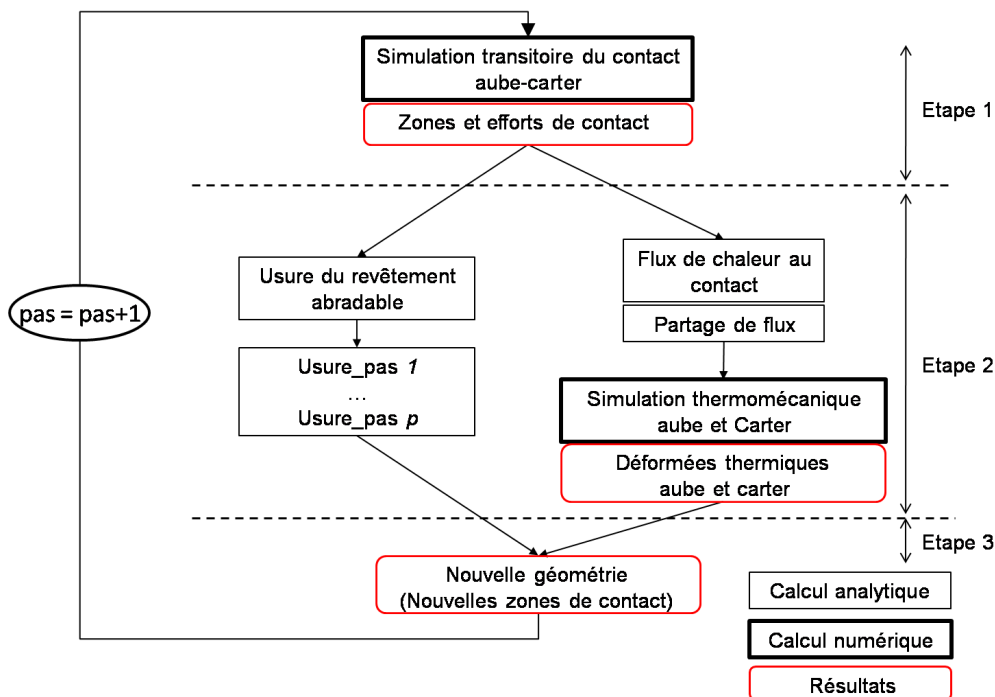 Simulation transitoire du contact
aube-carter
Zones et efforts de contact
Etape 1
Usure du revêtement
abradable
Flux de chaleur au
contact
Partage de flux
pas = pas+1
Usure_pas 1
...
Usure_pas p
Simulation thermomécanique
aube et Carter
Déformées thermiques
aube et carter
Etape 2
Etape 3
Nouvelle géométrie
(Nouvelles zones de contact)
Calcul analytique
Calcul numérique
Résultats